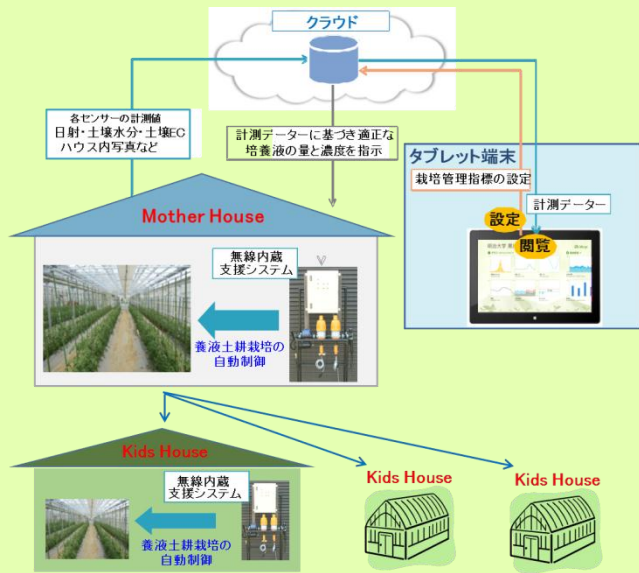 クラウド
各センサーの計測値
日射・土壌水分・土壌EC
ハウス内写真など
計測データーに基づき適正な
培養液の量と濃度を指示
タブレット端末
栽培管理指標の設定
計測データー
設定
閲覧
Mother House
無線内蔵
支援システム
養液土耕栽培の
自動制御
Kids House
無線内蔵
支援システム
養液土耕栽培の
自動制御
Kids House
Kids House